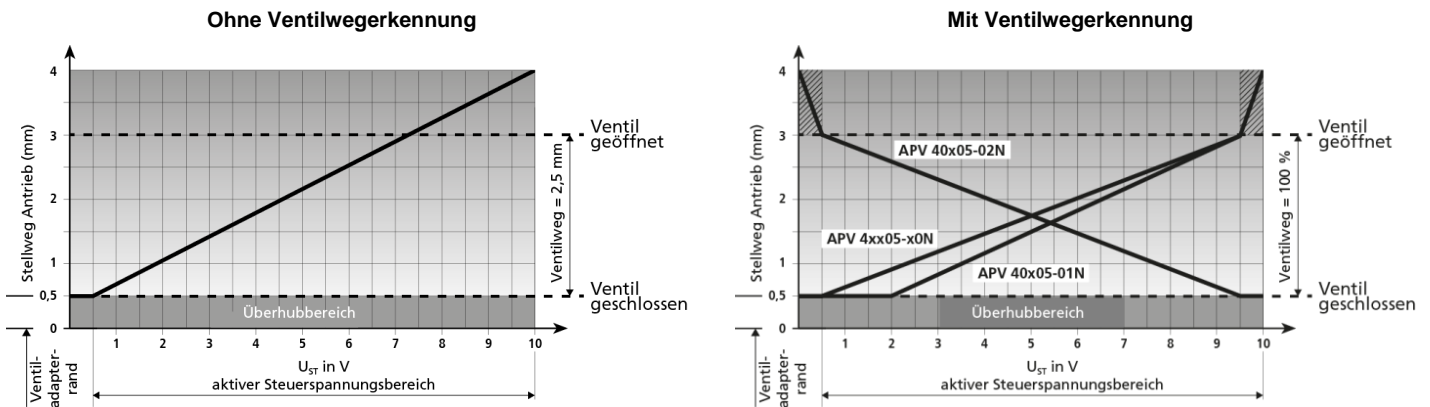 Ohne Ventilwegerkennung
Stellweg Antrieb (mm)
4
3
2
1
0,5
0
Ventil
geöffnet
Ventilweg = 2,5 mm
Ventil
geschlossen
Überhubbereich
1 2 3 4 5 6 7 8 9 10
Ventil-
adapter-
rand
UST in V
aktiver Steuerspannungsbereich
Mit Ventilwegerkennung
Stellweg Antrieb (mm)
4
3
2
1
0,5
0
APV 40x05-02N
APV 4xx05-x0N
APV 40x05-01N
Ventil
geöffnet
Ventilweg = 100 %
Ventil
geschlossen
Überhubbereich
1 2 3 4 5 6 7 8 9 10
Ventil-
adapter-
rand
UST in V
aktiver Steuerspannungsbereich